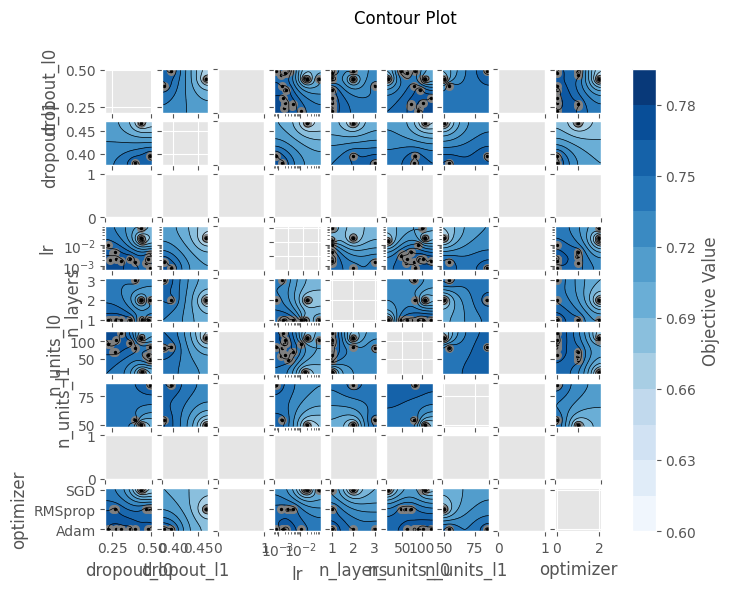 Contour Plot
dropout_l0
0.50
0.25
dropout_l1
0.45
0.40
1
0
lr
10⁻²
10⁻³
n_layers
3
2
1
n_units_l0
100
50
n_units_l1
75
50
1
0
optimizer
SGD
RMSprop
Adam
0.25 0.50 0.40 0.45 0 1 10⁻³ 10⁻² 1 2 3 50 100 50 75 0 1 0 2
dropout_l0 dropout_l1 lr n_layers n_units_l0 n_units_l1 optimizer
0.78
0.75
0.72
0.69
0.66
0.63
0.60
Objective Value